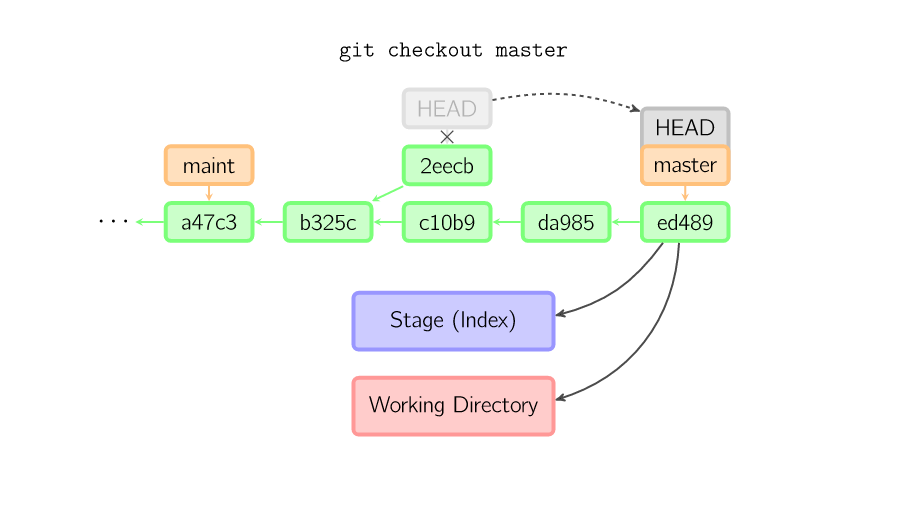 git checkout master
HEAD
HEAD
maint
2eecb
master
...
a47c3
b325c
c10b9
da985
ed489
Stage (Index)
Working Directory